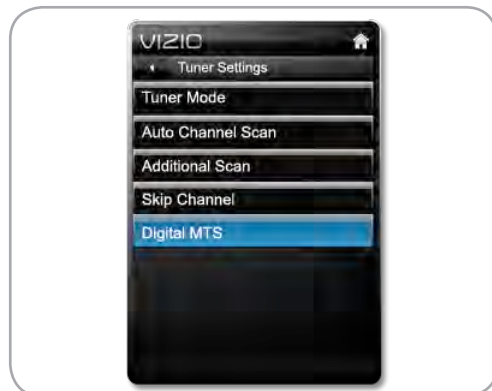 VIZIO
Tuner Settings
Tuner Mode
Auto Channel Scan
Additional Scan
Skip Channel
Digital MTS